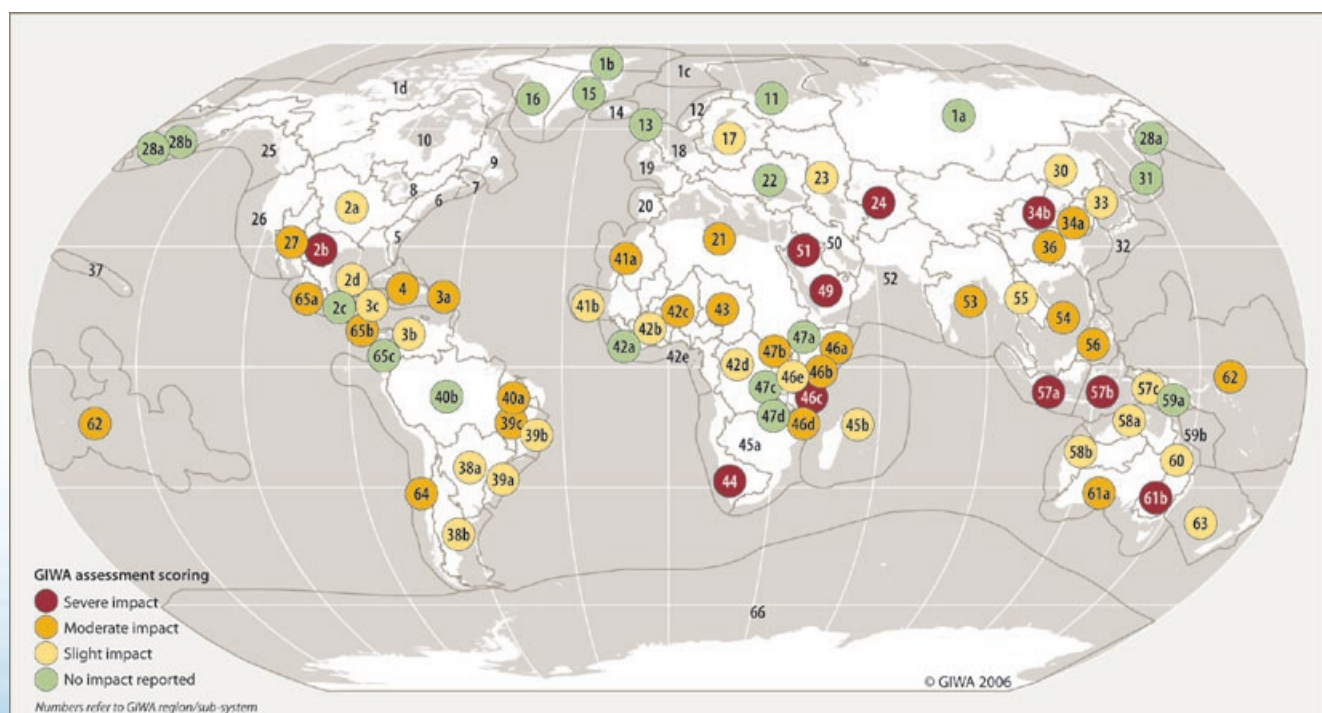 1b
1c
1d
16
15
14
12
11
1a
13
10
28a
28b
25
17
28a
18
9
19
22
23
30
31
8
7
6
2a
20
24
34b
33
26
5
34a
27
2b
21
51
50
36
32
41a
37
2d
4
3a
49
52
65a
2c
3c
41b
42c
43
53
55
54
65b
3b
42b
47a
56
65c
42a
42e
47b
46a
42d
46e
46b
62
40b
40a
47c
46c
57a
57b
57c
59a
62
39c
39b
47d
46d
45b
58a
59b
45a
58b
60
38a
39a
44
64
61a
61b
63
38b
66
GIWA assessment scoring
Severe impact
Moderate impact
Slight impact
No impact reported
© GIWA 2006
Numbers refer to GIWA region/sub-system